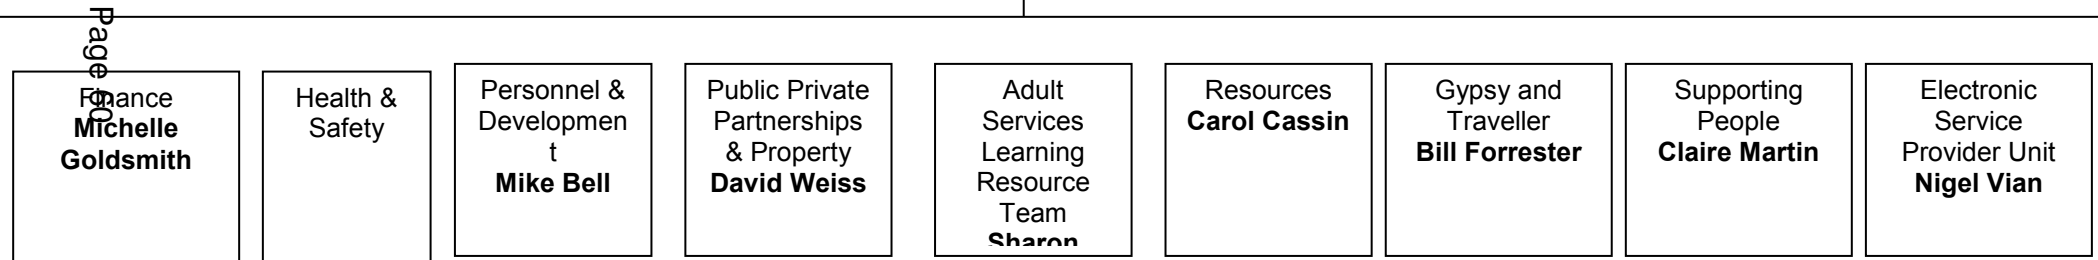 Page 60
Finance
Michelle
Goldsmith
Health &
Safety
Personnel &
Developmen
t
Mike Bell
Public Private
Partnerships
& Property
David Weiss
Adult
Services
Learning
Resource
Team
Sharon
Resources
Carol Cassin
Gypsy and
Traveller
Bill Forrester
Supporting
People
Claire Martin
Electronic
Service
Provider Unit
Nigel Vian